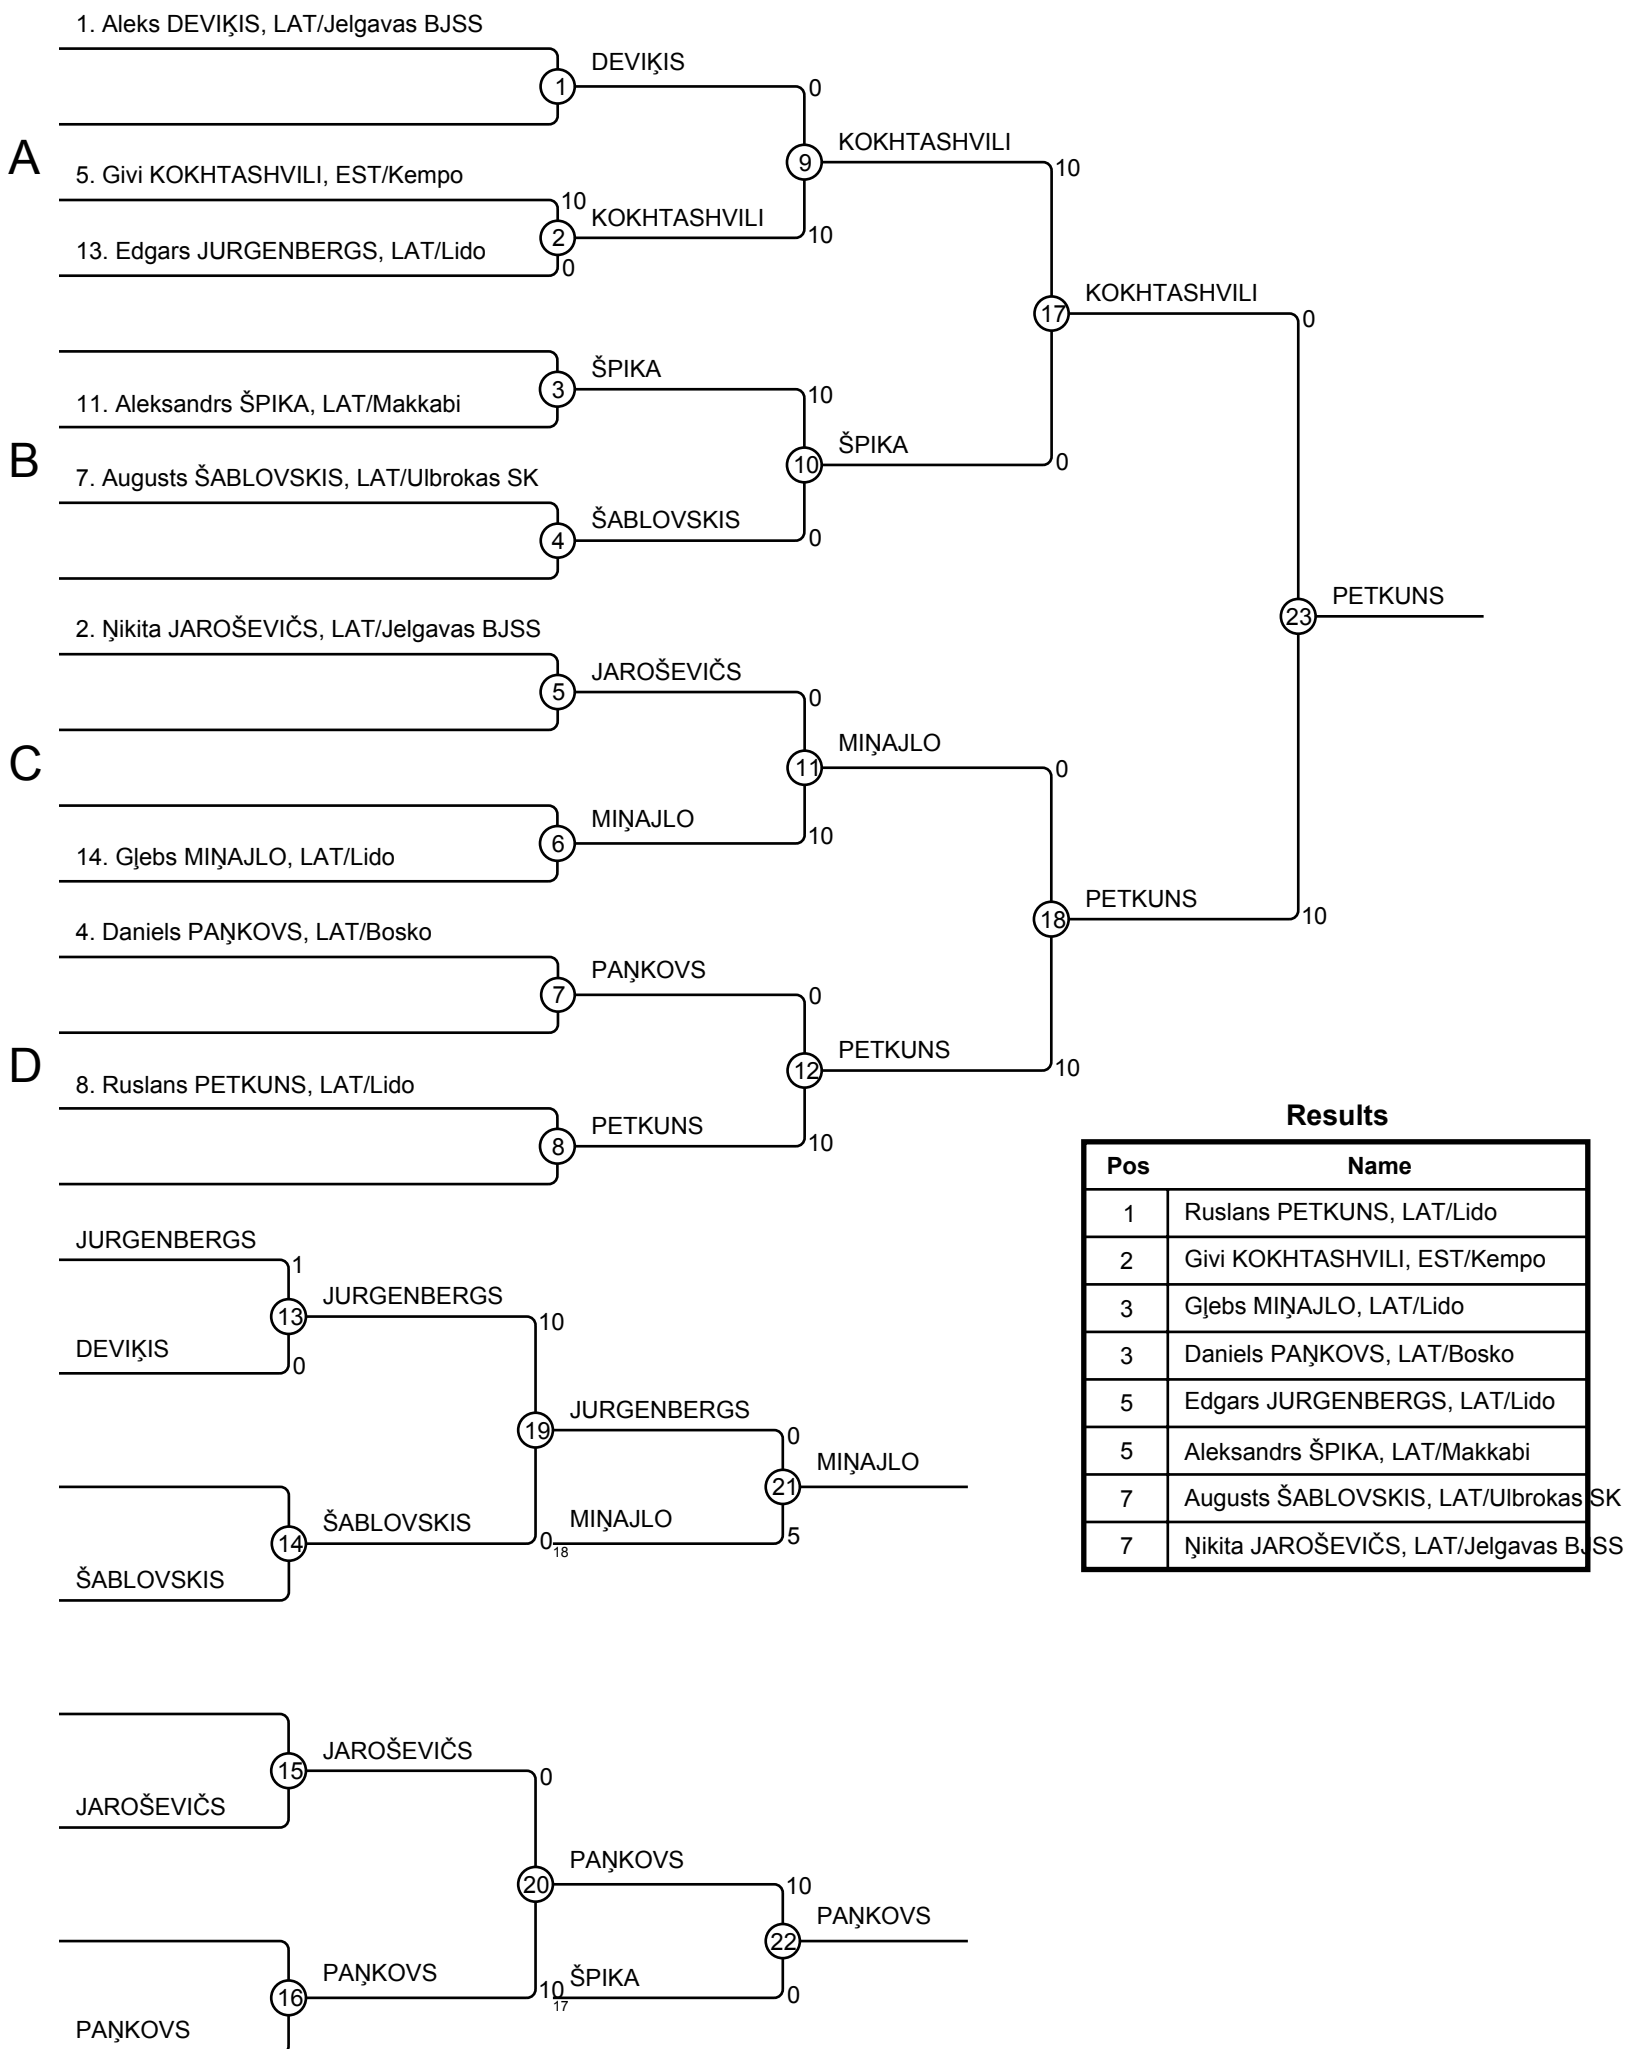 1. Aleks DEVIĶIS, LAT/Jelgavas BJSS
DEVIĶIS
1
0
A
KOKHTASHVILI
9
10
5. Givi KOKHTASHVILI, EST/Kempo
10
KOKHTASHVILI
2
10
13. Edgars JURGENBERGS, LAT/Lido
0
KOKHTASHVILI
17
0
ŠPIKA
3
10
11. Aleksandrs ŠPIKA, LAT/Makkabi
B
ŠPIKA
10
0
7. Augusts ŠABLOVSKIS, LAT/Ulbrokas SK
ŠABLOVSKIS
4
0
PETKUNS
23
2. Ņikita JAROŠEVIČS, LAT/Jelgavas BJSS
JAROŠEVIČS
5
0
C
MIŅAJLO
11
0
MIŅAJLO
6
10
14. Gļebs MIŅAJLO, LAT/Lido
PETKUNS
18
10
4. Daniels PAŅKOVS, LAT/Bosko
PAŅKOVS
7
0
D
PETKUNS
12
10
8. Ruslans PETKUNS, LAT/Lido
PETKUNS
8
10
Results
Pos Name
1 Ruslans PETKUNS, LAT/Lido
2 Givi KOKHTASHVILI, EST/Kempo
3 Gļebs MIŅAJLO, LAT/Lido
3 Daniels PAŅKOVS, LAT/Bosko
5 Edgars JURGENBERGS, LAT/Lido
5 Aleksandrs ŠPIKA, LAT/Makkabi
7 Augusts ŠABLOVSKIS, LAT/Ulbrokas SK
7 Ņikita JAROŠEVIČS, LAT/Jelgavas BJSS
JURGENBERGS
1
JURGENBERGS
13
10
DEVIĶIS
0
JURGENBERGS
19
0
MIŅAJLO
21
ŠABLOVSKIS
14
0
18
MIŅAJLO
5
ŠABLOVSKIS
JAROŠEVIČS
15
0
JAROŠEVIČS
PAŅKOVS
20
10
PAŅKOVS
22
PAŅKOVS
16
10
17
ŠPIKA
0
PAŅKOVS